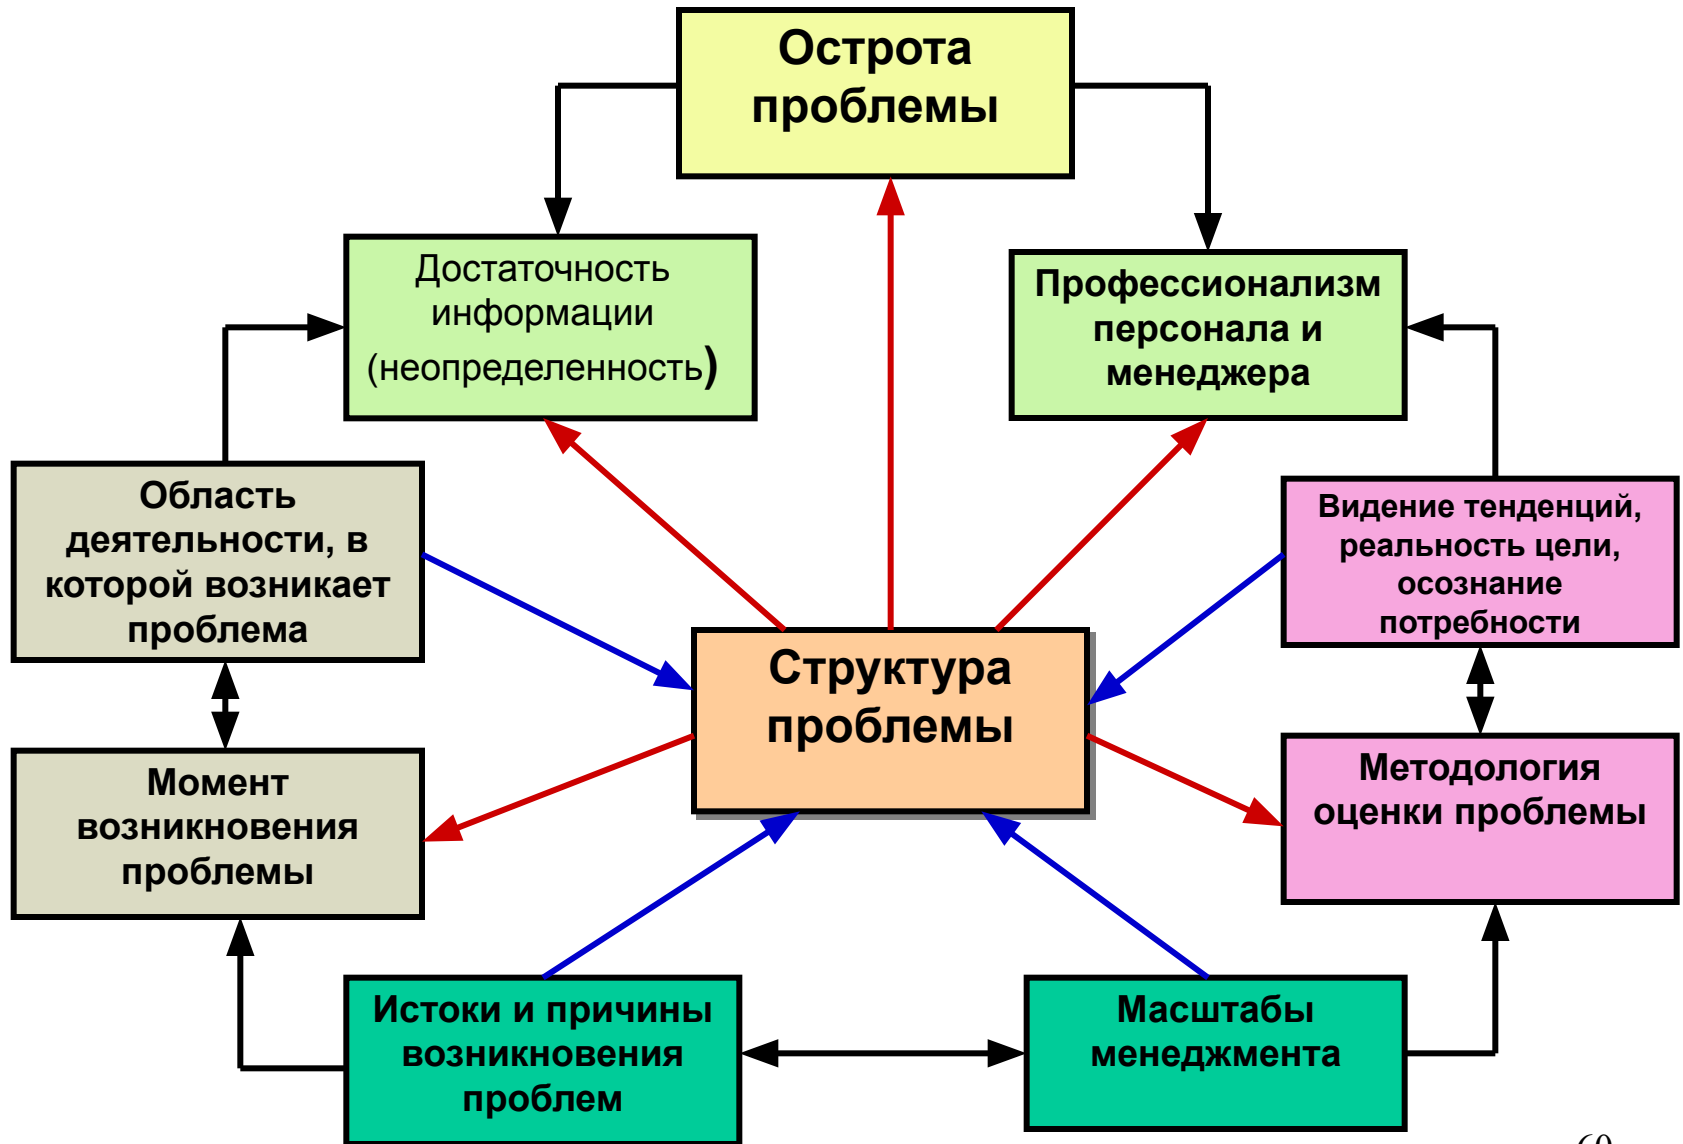 Острота
проблемы
Достаточность
информации
(неопределенность)
Профессионализм
персонала и
менеджера
Область
деятельности, в
которой возникает
проблема
Видение тенденций,
реальность цели,
осознание
потребности
Структура
проблемы
Момент
возникновения
проблемы
Методология
оценки проблемы
Истоки и причины
возникновения
проблем
Масштабы
менеджмента